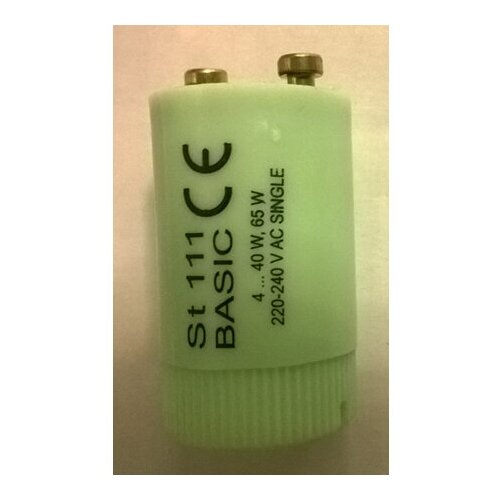 St 111
BASIC CE
4 ... 40 W, 65 W
220-240 V AC SINGLE